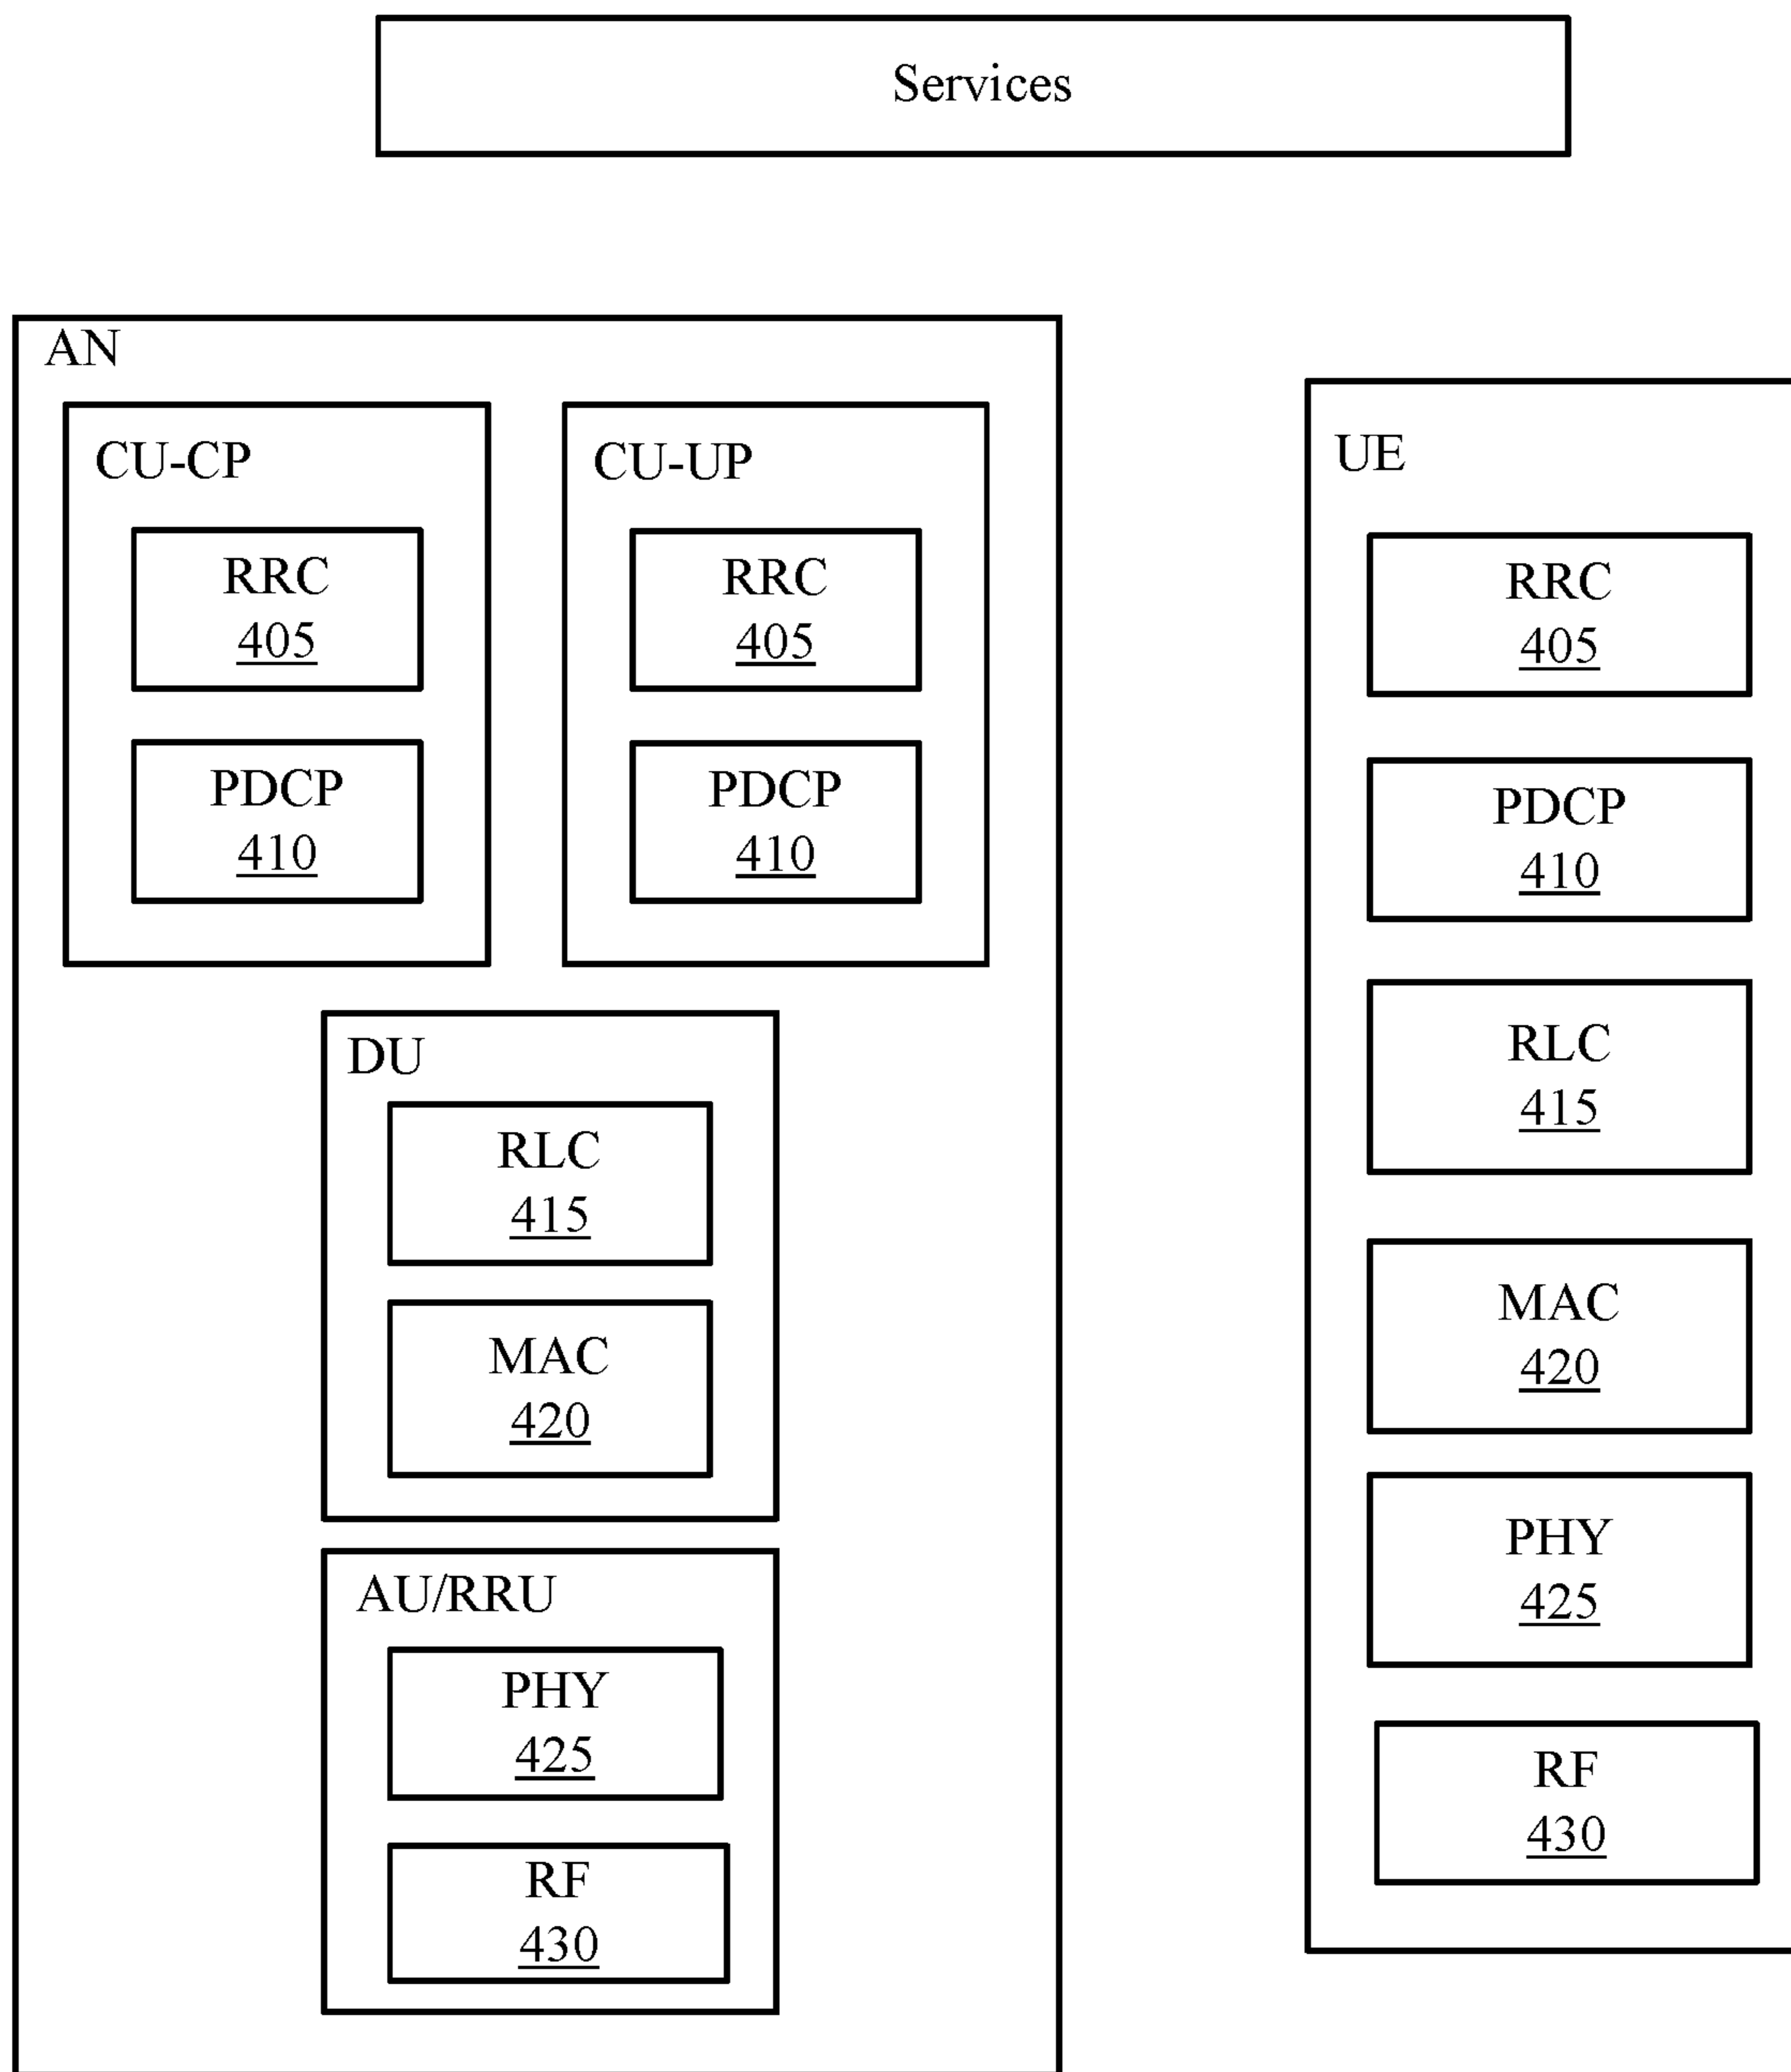 Services
AN
CU-CP
RRC
405
PDCP
410
CU-UP
RRC
405
PDCP
410
DU
RLC
415
MAC
420
AU/RRU
PHY
425
RF
430
UE
RRC
405
PDCP
410
RLC
415
MAC
420
PHY
425
RF
430